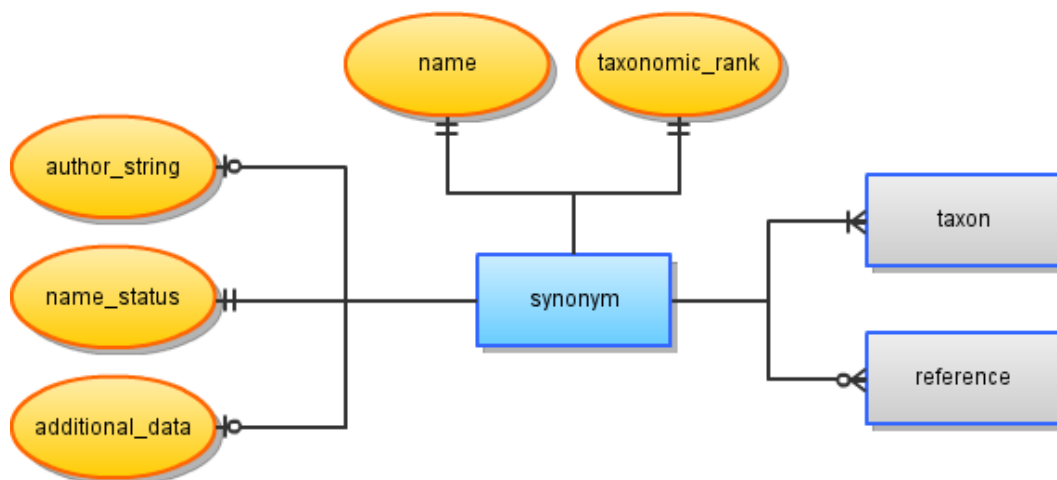 name
taxonomic_rank
author_string
taxon
name_status
synonym
reference
additional_data